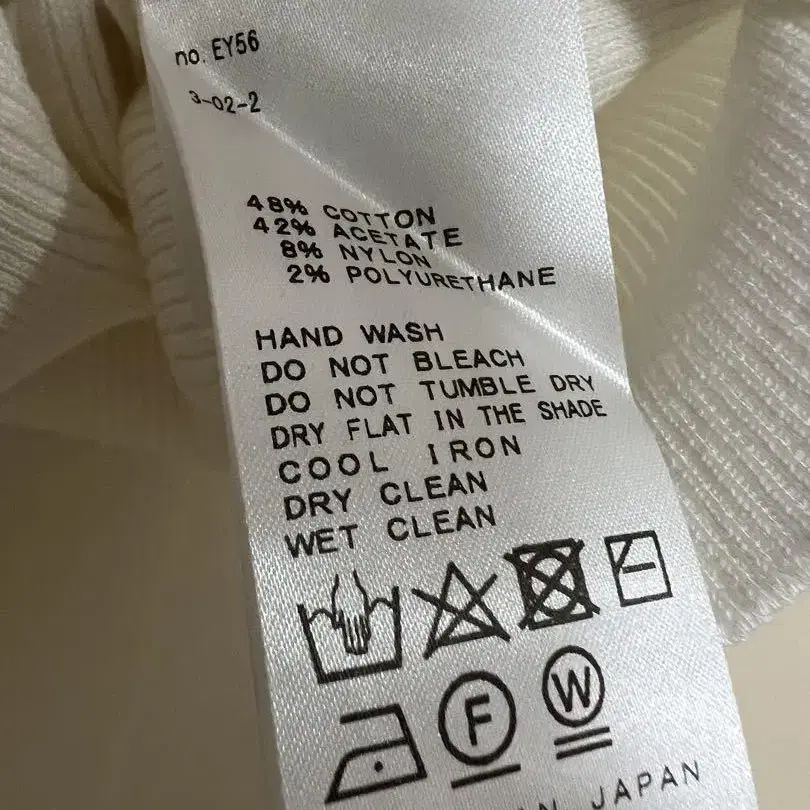 no. EY56
3-02-2
48% COTTON
42% ACETATE
8% NYLON
2% POLYURETHANE
HAND WASH
DO NOT BLEACH
DO NOT TUMBLE DRY
DRY FLAT IN THE SHADE
COOL IRON
DRY CLEAN
WET CLEAN
F W
JAPAN